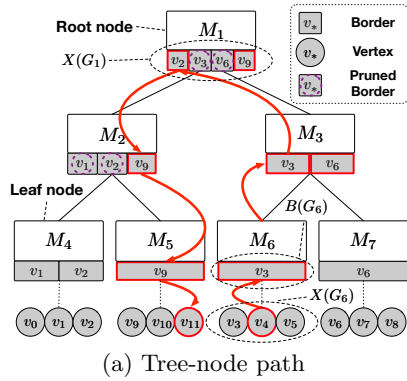 Root node
M₁
v* Border
X(G₁)
v₂ v₃ v₆ v₉
v* Vertex
v* Pruned
Border
M₂
M₃
v₁ v₂ v₉
v₃ v₆
Leaf node
B(G₆)
M₄ M₅ M₆ M₇
v₁ v₂ v₉ v₃ v₆
X(G₆)
v₀ v₁ v₂ v₉ v₁₀ v₁₁ v₃ v₄ v₅ v₆ v₇ v₈
(a) Tree-node path